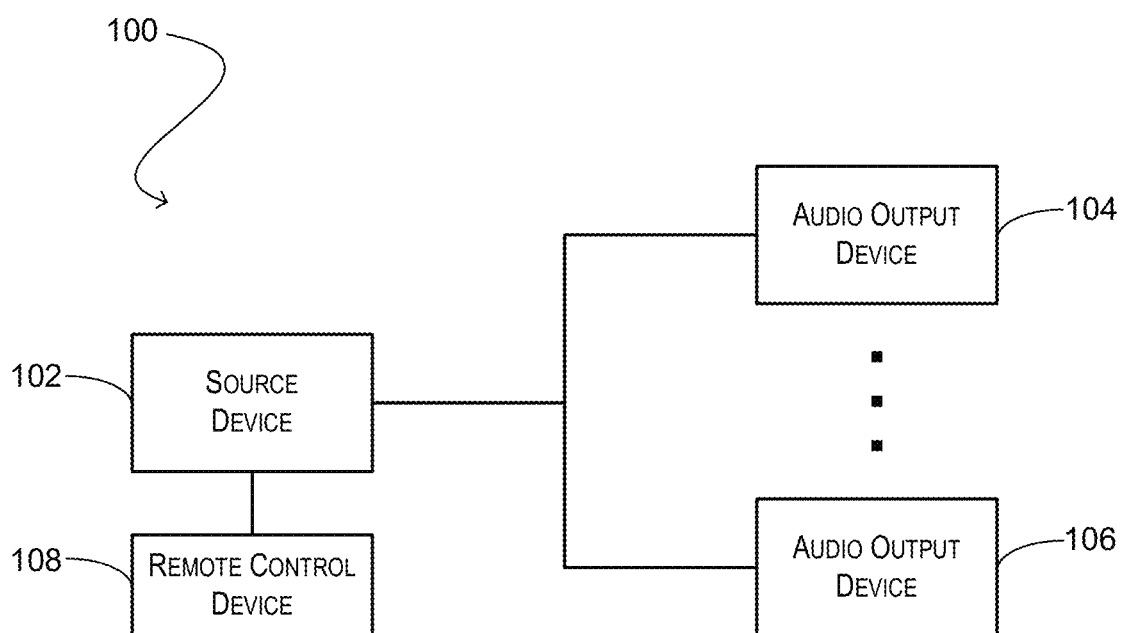 100
AUDIO OUTPUT
DEVICE
104
102
SOURCE
DEVICE
108
REMOTE CONTROL
DEVICE
AUDIO OUTPUT
DEVICE
106